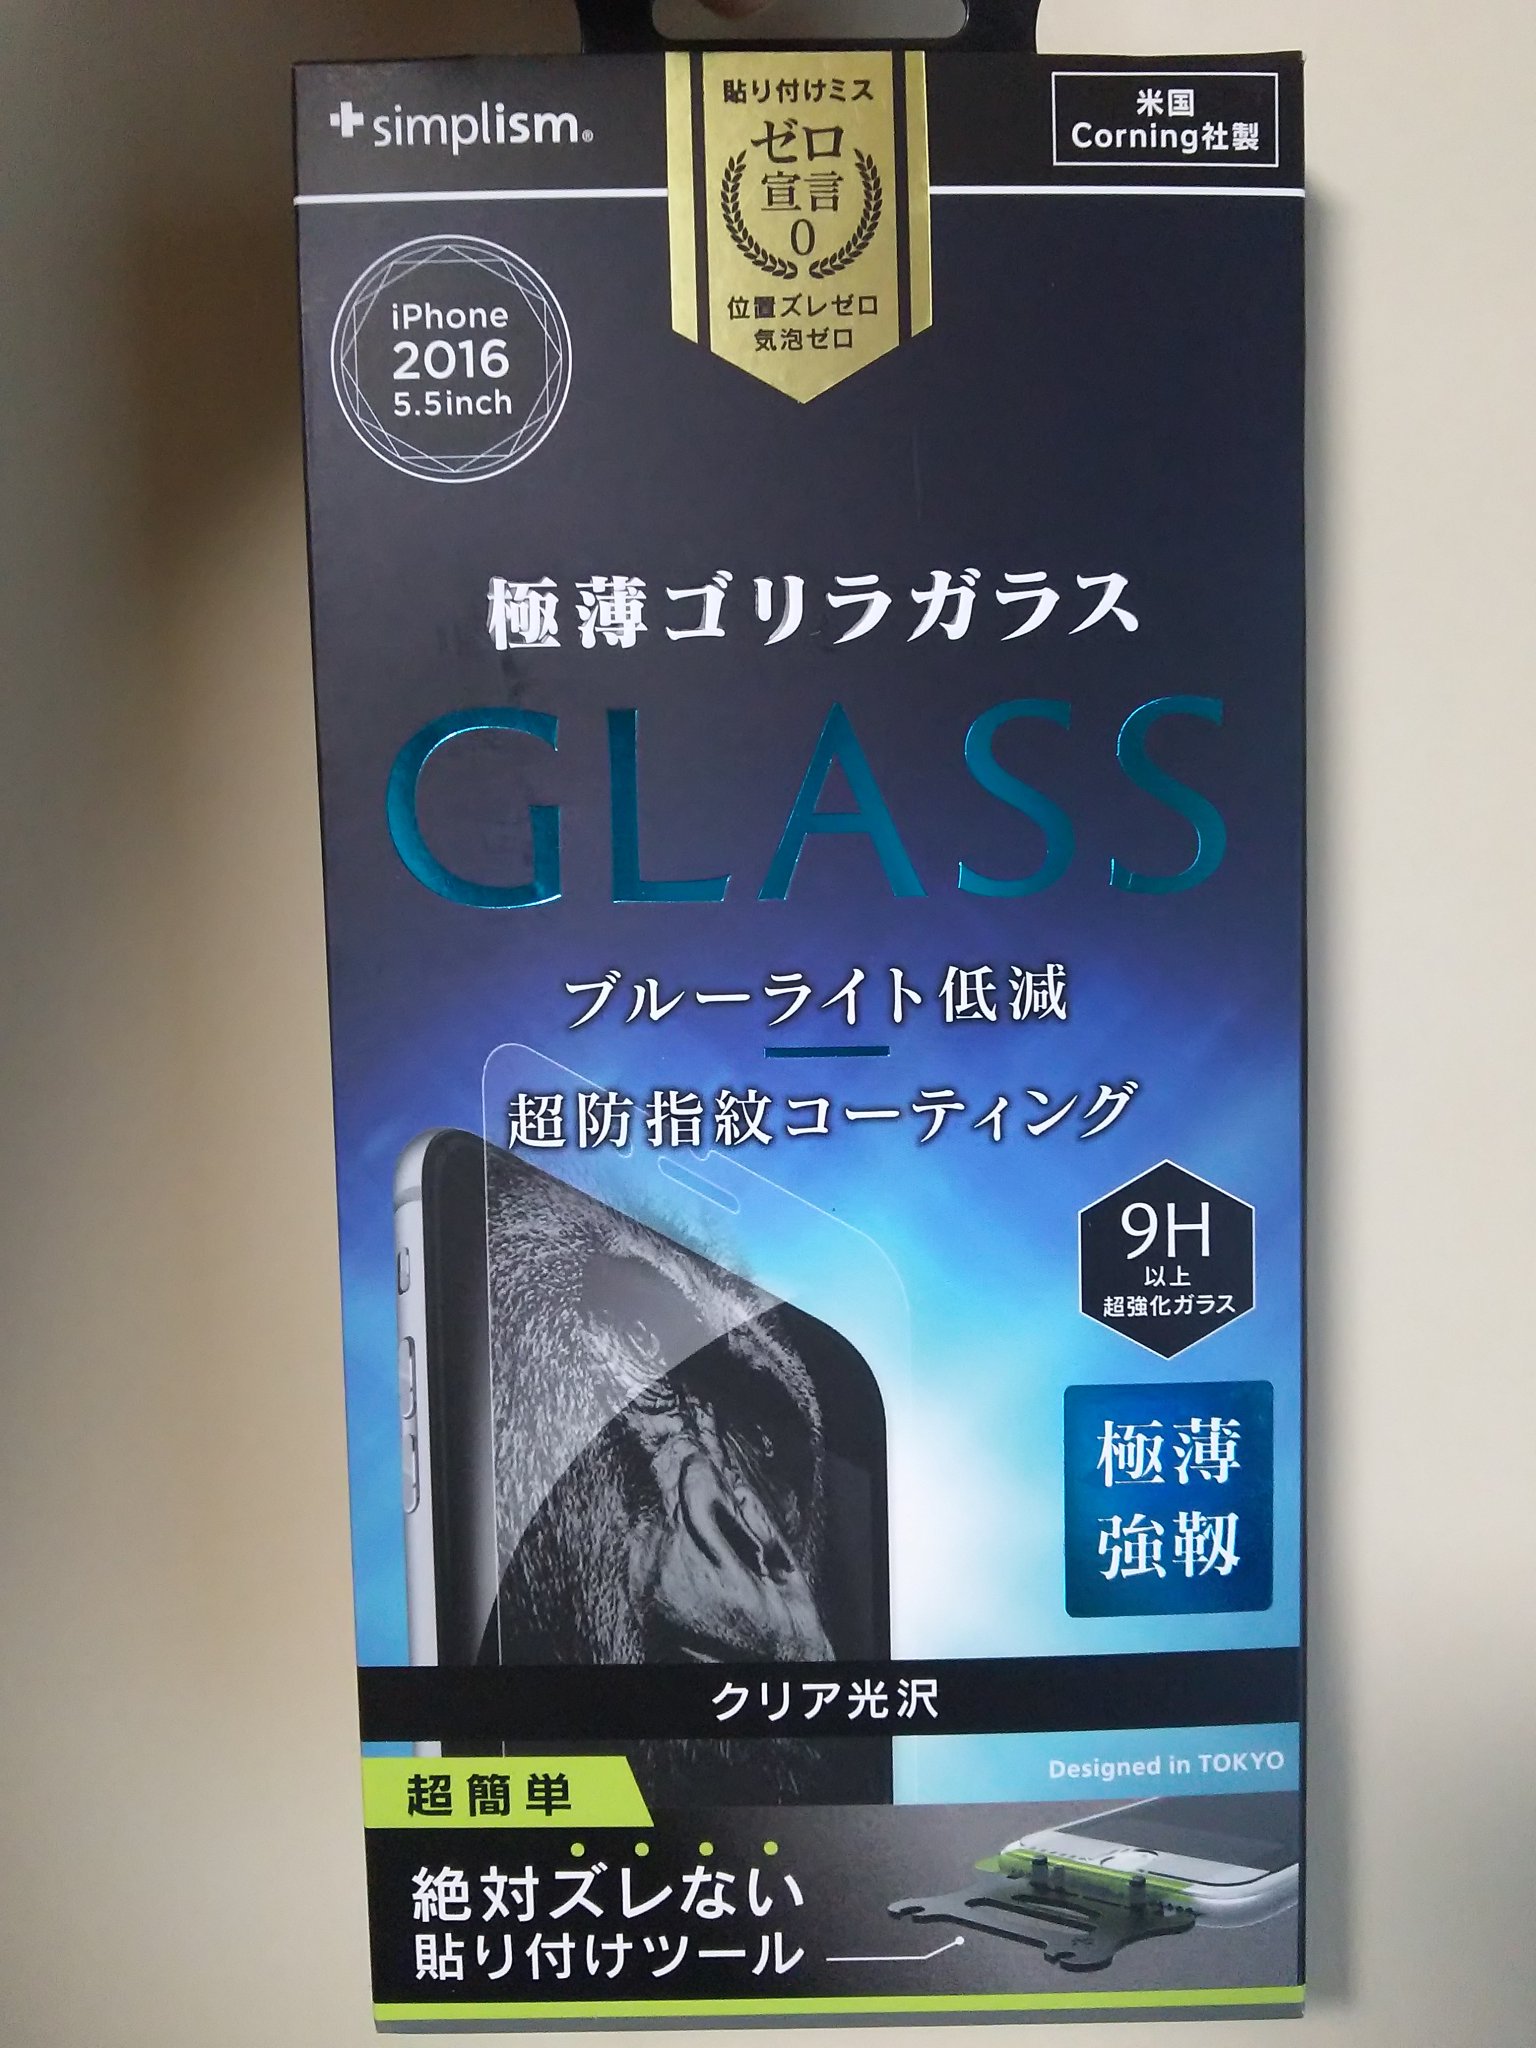 simplism®
貼り付けミス
ゼロ
宣言
0
位置ズレゼロ
気泡ゼロ
米国
Corning社製
iPhone
2016
5.5inch
極薄ゴリラガラス
GLASS
ブルーライト低減
超防指紋コーティング
9H
以上
超強化ガラス
極薄
強靭
クリア光沢
Designed in TOKYO
超簡単
絶対ズレない
貼り付けツール